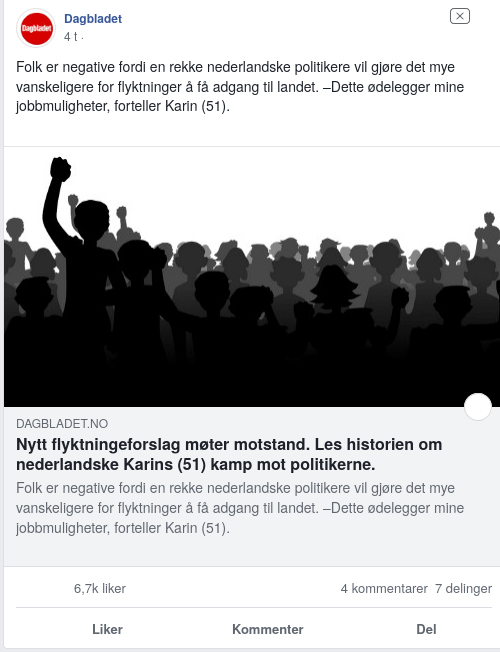 Dagbladet
Dagbladet
4 t ·
Folk er negative fordi en rekke nederlandske politikere vil gjøre det mye
vanskeligere for flyktninger å få adgang til landet. –Dette ødelegger mine
jobbmuligheter, forteller Karin (51).
DAGBLADET.NO
Nytt flyktningeforslag møter motstand. Les historien om
nederlandske Karins (51) kamp mot politikerne.
Folk er negative fordi en rekke nederlandske politikere vil gjøre det mye
vanskeligere for flyktninger å få adgang til landet. –Dette ødelegger mine
jobbmuligheter, forteller Karin (51).
6,7k liker
4 kommentarer 7 delinger
Liker
Kommenter
Del